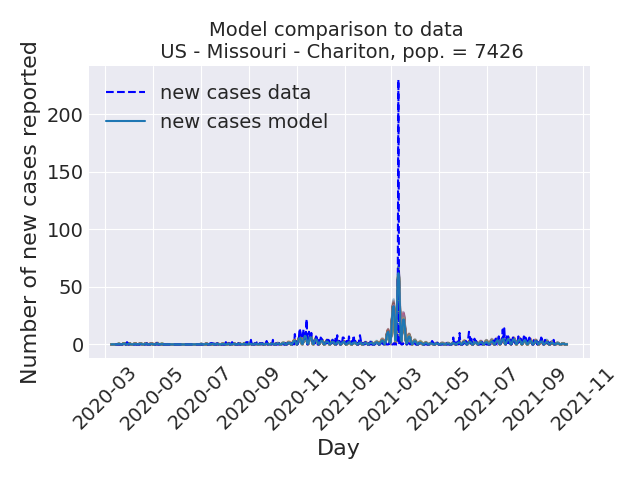 Model comparison to data
US - Missouri - Chariton, pop. = 7426
new cases data
new cases model
Number of new cases reported
200
150
100
50
0
2020-03
2020-05
2020-07
2020-09
2020-11
2021-01
2021-03
2021-05
2021-07
2021-09
2021-11
Day